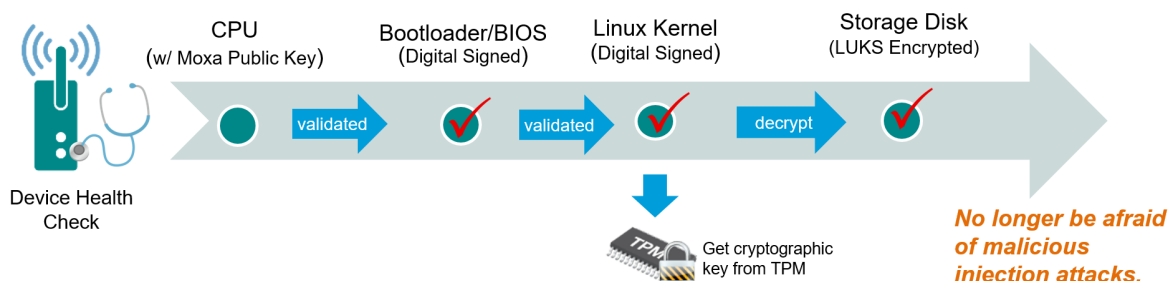 CPU
(w/ Moxa Public Key)
Bootloader/BIOS
(Digital Signed)
Linux Kernel
(Digital Signed)
Storage Disk
(LUKS Encrypted)
validated
validated
decrypt
Device Health
Check
TPM
Get cryptographic
key from TPM
No longer be afraid
of malicious
injection attacks.